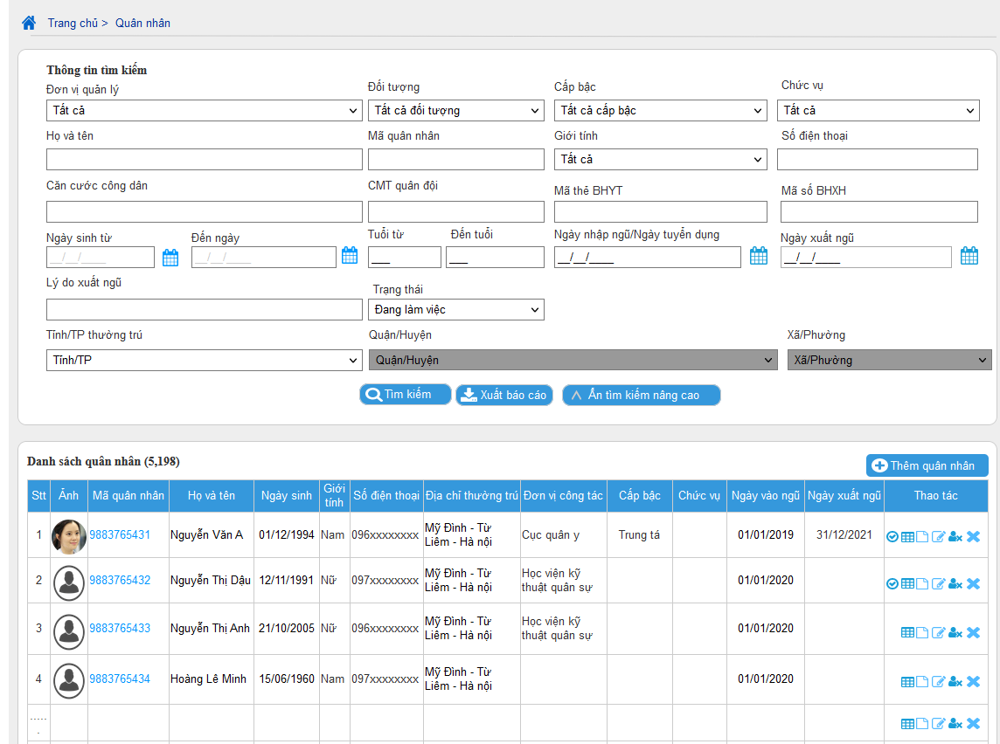 Trang chủ > Quân nhân
Thông tin tìm kiếm
Đơn vị quản lý
Đối tượng
Cấp bậc
Chức vụ
Tất cả
Tất cả đối tượng
Tất cả cấp bậc
Tất cả
Họ và tên
Mã quân nhân
Giới tính
Số điện thoại
Tất cả
Căn cước công dân
CMT quân đội
Mã thẻ BHYT
Mã số BHXH
Ngày sinh từ
Đến ngày
Tuổi từ
Đến tuổi
Ngày nhập ngũ/Ngày tuyển dụng
Ngày xuất ngũ
__/__/____
__/__/____
___
___
__/__/____
__/__/____
Lý do xuất ngũ
Trạng thái
Đang làm việc
Tỉnh/TP thường trú
Quận/Huyện
Xã/Phường
Tỉnh/TP
Quận/Huyện
Xã/Phường
Tìm kiếm
Xuất báo cáo
Ẩn tìm kiếm nâng cao
Danh sách quân nhân (5,198)
Thêm quân nhân
Stt Ảnh Mã quân nhân Họ và tên Ngày sinh Giới tính Số điện thoại Địa chỉ thường trú Đơn vị công tác Cấp bậc Chức vụ Ngày vào ngũ Ngày xuất ngũ Thao tác
1 9883765431 Nguyễn Văn A 01/12/1994 Nam 096xxxxxxxx Mỹ Đình - Từ Liêm - Hà nội Cục quân y Trung tá 01/01/2019 31/12/2021
2 9883765432 Nguyễn Thị Dậu 12/11/1991 Nữ 097xxxxxxxx Mỹ Đình - Từ Liêm - Hà nội Học viện kỹ thuật quân sự 01/01/2020
3 9883765433 Nguyễn Thị Anh 21/10/2005 Nữ 096xxxxxxxx Mỹ Đình - Từ Liêm - Hà nội Học viện kỹ thuật quân sự 01/01/2020
4 9883765434 Hoàng Lê Minh 15/06/1960 Nam 097xxxxxxxx Mỹ Đình - Từ Liêm - Hà nội 01/01/2020
......